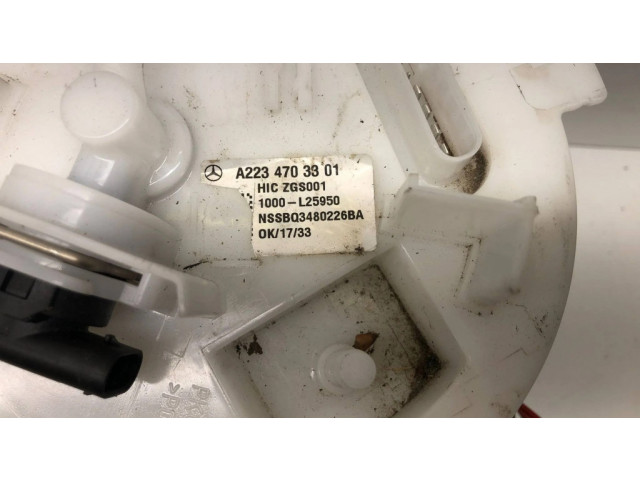 A223 470 33 01
HIC ZGS001
1000-L25950
NSSBQ3480226BA
OK/17/33